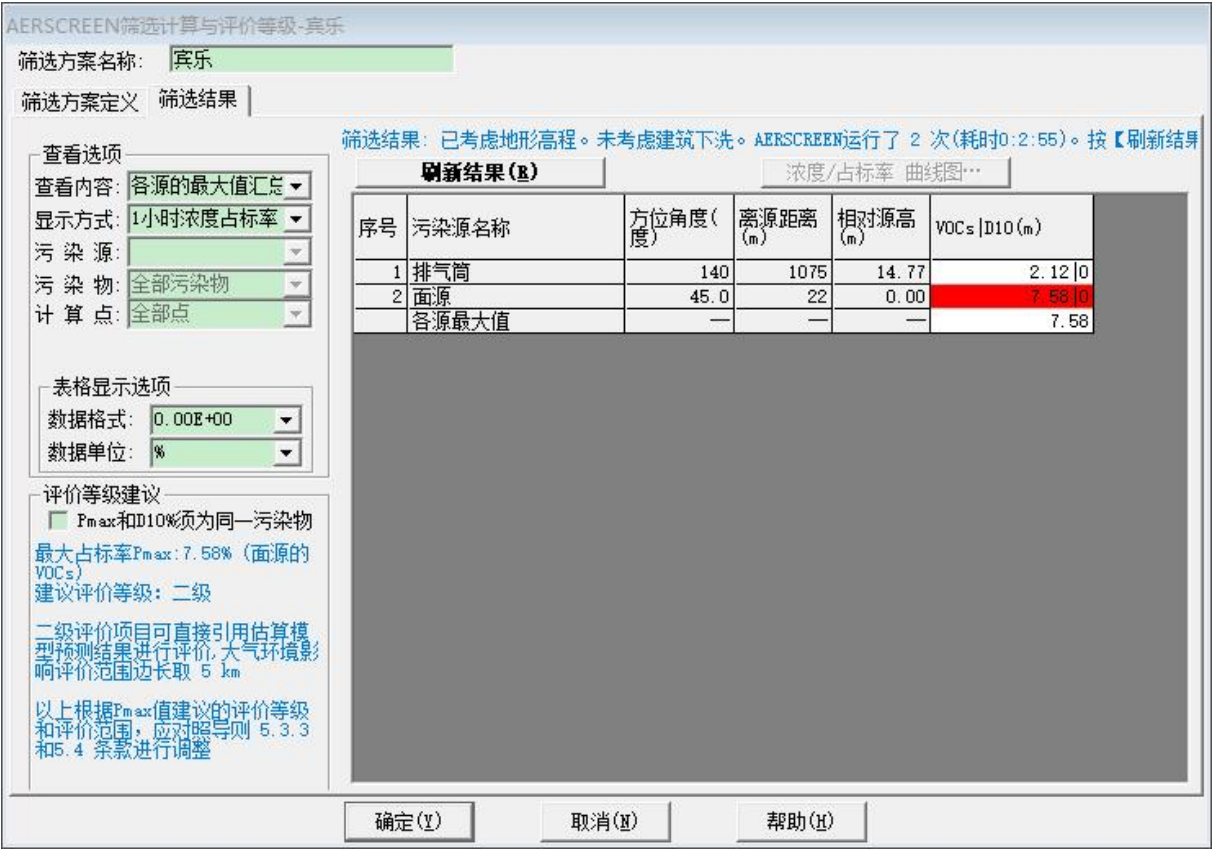 AERSCREEN筛选计算与评价等级-宾乐
筛选方案名称: 宾乐
筛选方案定义 筛选结果
筛选结果: 已考虑地形高程。未考虑建筑下洗。AERSCREEN运行了 2 次(耗时0:2:55)。按【刷新结果
刷新结果(R) 浓度/占标率 曲线图…
查看选项
查看内容: 各源的最大值汇总
显示方式: 1小时浓度占标率
污 染 源:
污 染 物: 全部污染物
计 算 点: 全部点
表格显示选项
数据格式: 0.00E+00
数据单位: %
评价等级建议
Pmax和D10%须为同一污染物
最大占标率Pmax:7.58% (面源的
VOCs)
建议评价等级: 二级
二级评价项目可直接引用估算模
型预测结果进行评价,大气环境影
响评价范围边长取 5 km
以上根据Pmax值建议的评价等级
和评价范围,应对照导则 5.3.3
和5.4 条款进行调整
序号 污染源名称 方位角度(度) 离源距离(m) 相对源高(m) VOCs|D10(m)
1 排气筒 140 1075 14.77 2.12|0
2 面源 45.0 22 0.00 7.58|0
各源最大值 — — — 7.58
确定(Y) 取消(N) 帮助(H)